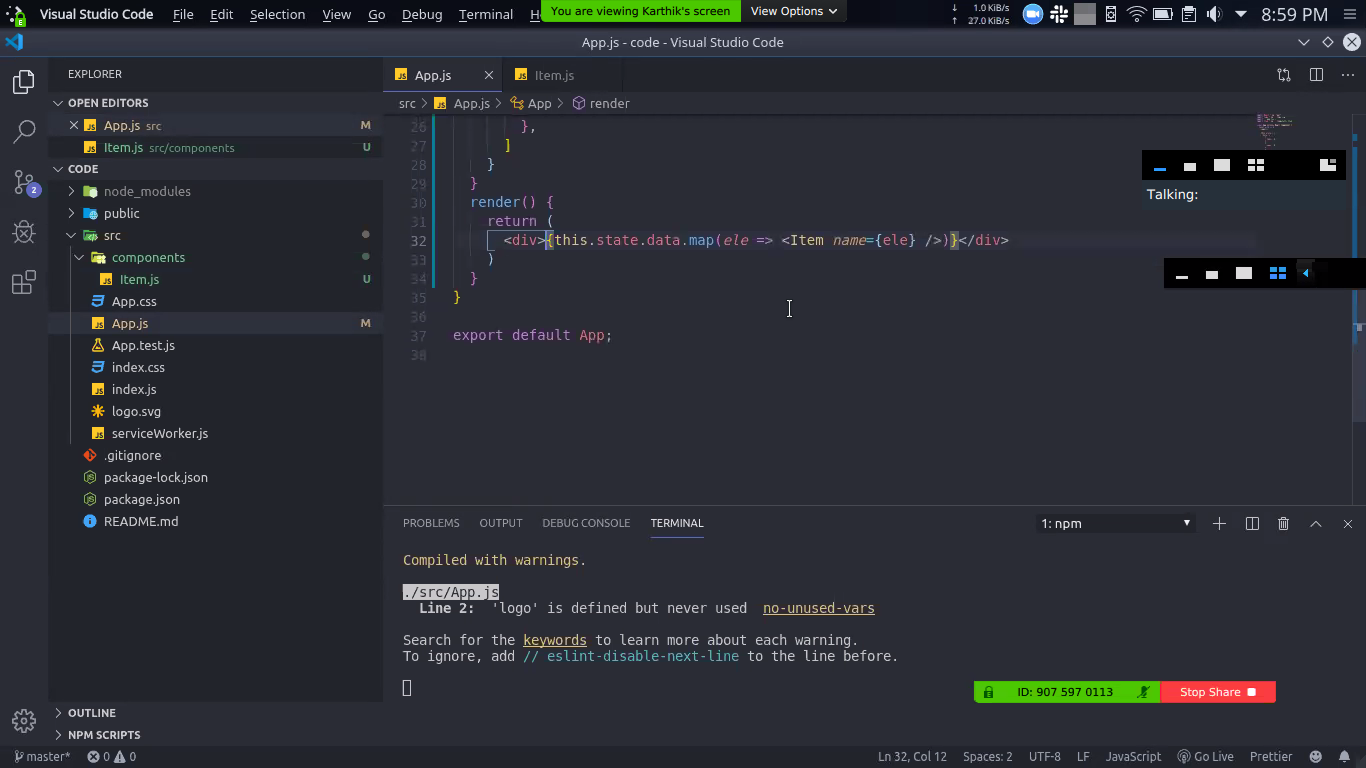 Visual Studio Code File Edit Selection View Go Debug Terminal
You are viewing Karthik's screen View Options
1.0 KiB/s
27.0 KiB/s
8:59 PM
App.js - code - Visual Studio Code
EXPLORER
OPEN EDITORS
App.js src M
Item.js src/components U
CODE
node_modules
public
src
components
Item.js U
App.css
App.js M
App.test.js
index.css
index.js
logo.svg
serviceWorker.js
.gitignore
package-lock.json
package.json
README.md
OUTLINE
NPM SCRIPTS
2
App.js Item.js
src > App.js > App > render
26 },
27 ]
28 }
29 }
30 render() {
31 return (
32 <div>{this.state.data.map(ele => <Item name={ele} />)}</div>
33 )
34 }
35 }
36
37 export default App;
38
Talking:
PROBLEMS OUTPUT DEBUG CONSOLE TERMINAL 1: npm
Compiled with warnings.
./src/App.js
Line 2: 'logo' is defined but never used no-unused-vars
Search for the keywords to learn more about each warning.
To ignore, add // eslint-disable-next-line to the line before.
ID: 907 597 0113 Stop Share
master* 0 0 Ln 32, Col 12 Spaces: 2 UTF-8 LF JavaScript Go Live Prettier